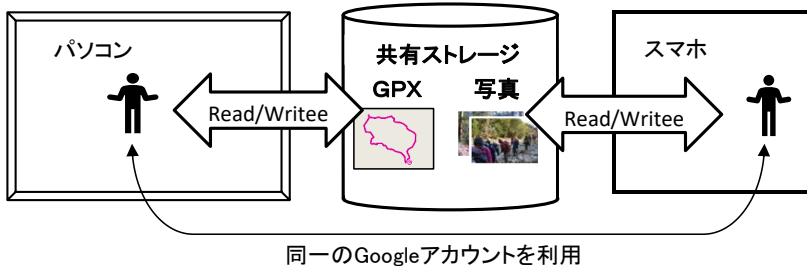 パソコン
共有ストレージ
スマホ
GPX 写真
Read/Writee
Read/Writee
同一のGoogleアカウントを利用